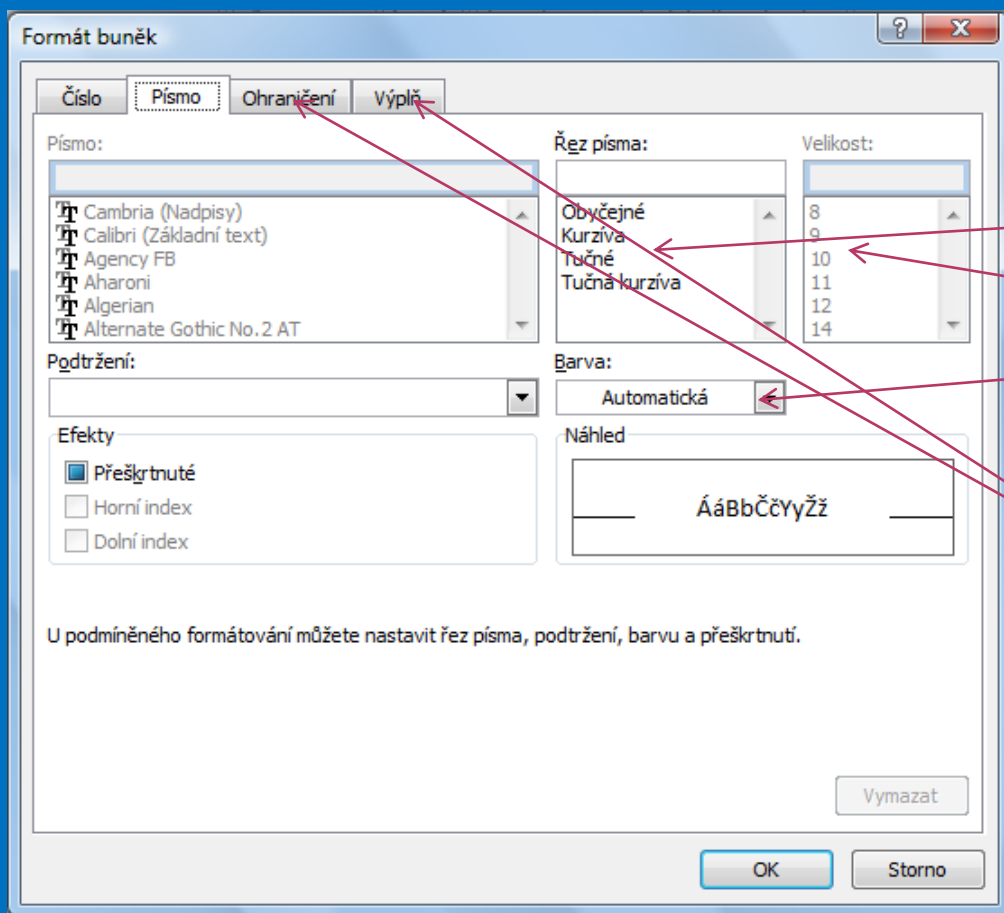 Formát buněk
Číslo Písmo Ohraničení Výplň
Písmo: Řez písma: Velikost:
Cambria (Nadpisy) Obyčejné 8
Calibri (Základní text) Kurzíva 9
Agency FB Tučné 10
Aharoni Tučná kurzíva 11
Algerian 12
Alternate Gothic No.2 AT 14
Podtržení: Barva:
Automatická
Efekty Náhled
Přeškrtnuté
Horní index ÁáBbČčYyŽž
Dolní index
U podmíněného formátování můžete nastavit řez písma, podtržení, barvu a přeškrtnutí.
Vymazat
OK Storno